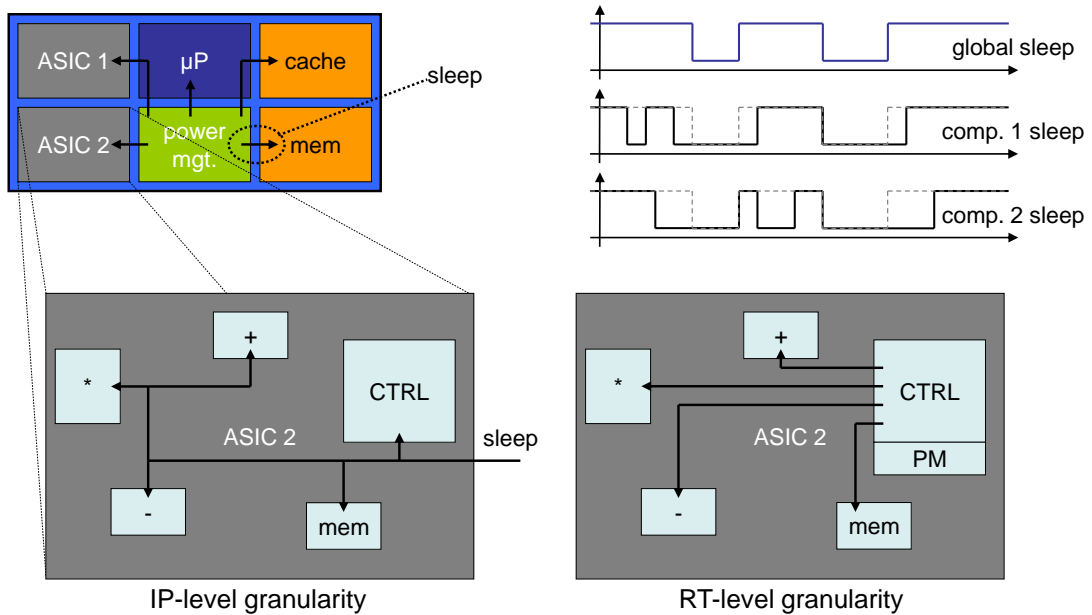 ASIC 1
µP
cache
sleep
ASIC 2
power
mgt.
mem
global sleep
comp. 1 sleep
comp. 2 sleep
+
*
CTRL
ASIC 2
sleep
-
mem
IP-level granularity
+
*
CTRL
ASIC 2
PM
-
mem
RT-level granularity